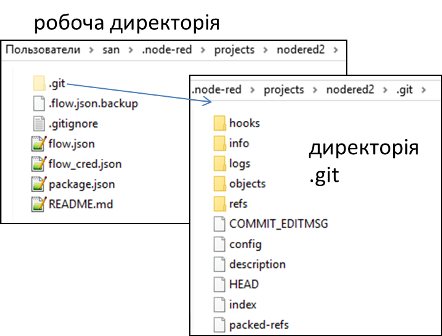 робоча директорія
Пользователи › san › .node-red › projects › nodered2 ›
.git
.flow.json.backup
.gitignore
flow.json
flow_cred.json
package.json
README.md
.node-red › projects › nodered2 › .git ›
hooks
info
logs
objects
refs
COMMIT_EDITMSG
config
description
HEAD
index
packed-refs
директорія
.git